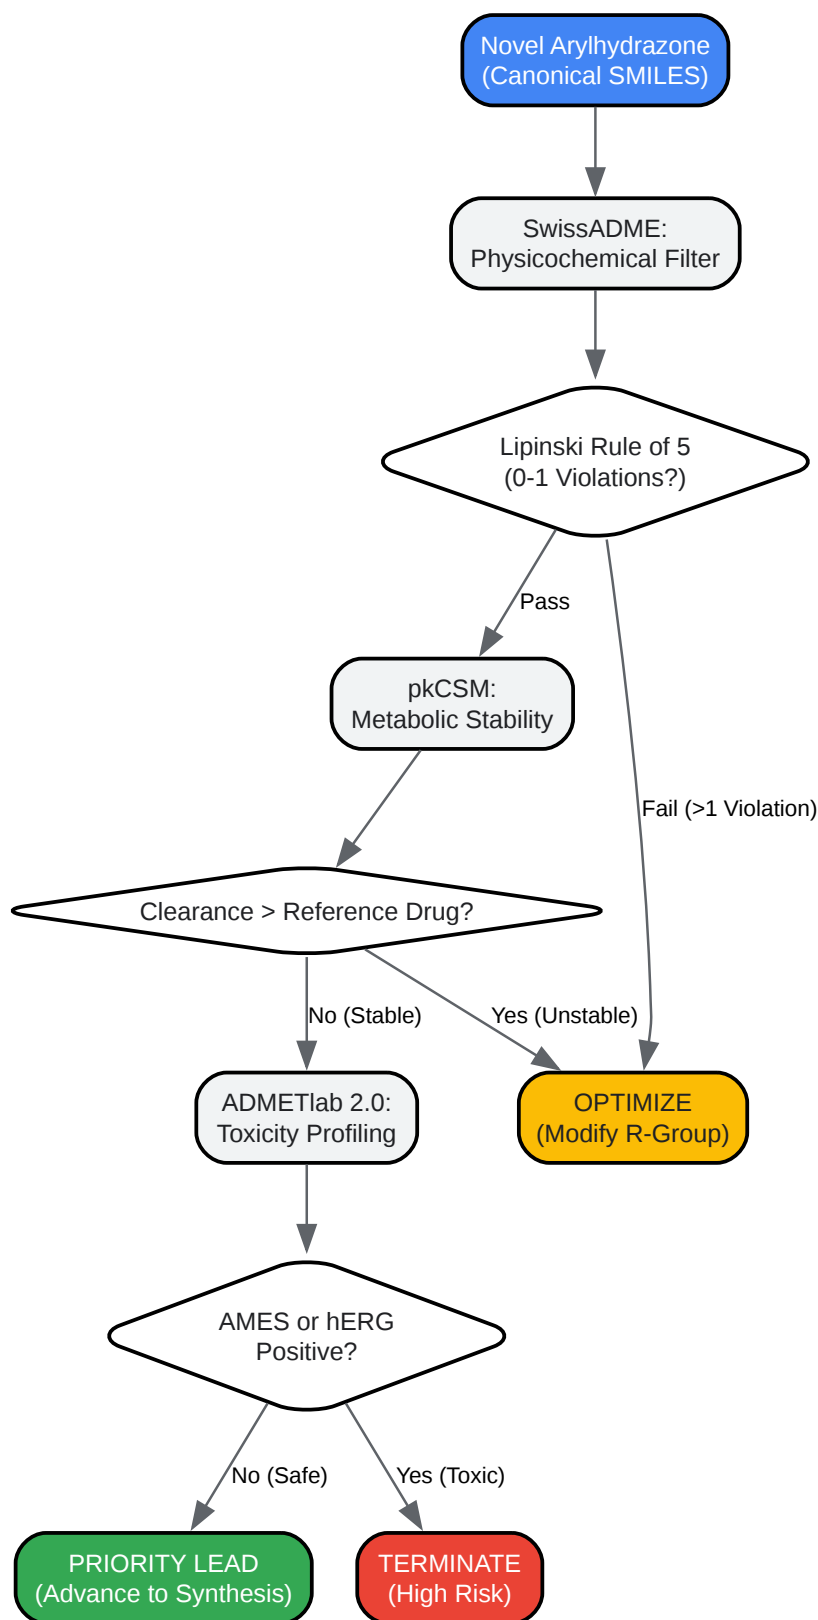 Novel Arylhydrazone
(Canonical SMILES)
SwissADME:
Physicochemical Filter
Lipinski Rule of 5
(0-1 Violations?)
Pass
pkCSM:
Metabolic Stability
Fail (>1 Violation)
Clearance > Reference Drug?
No (Stable)
Yes (Unstable)
ADMETlab 2.0:
Toxicity Profiling
OPTIMIZE
(Modify R-Group)
AMES or hERG
Positive?
No (Safe)
Yes (Toxic)
PRIORITY LEAD
(Advance to Synthesis)
TERMINATE
(High Risk)